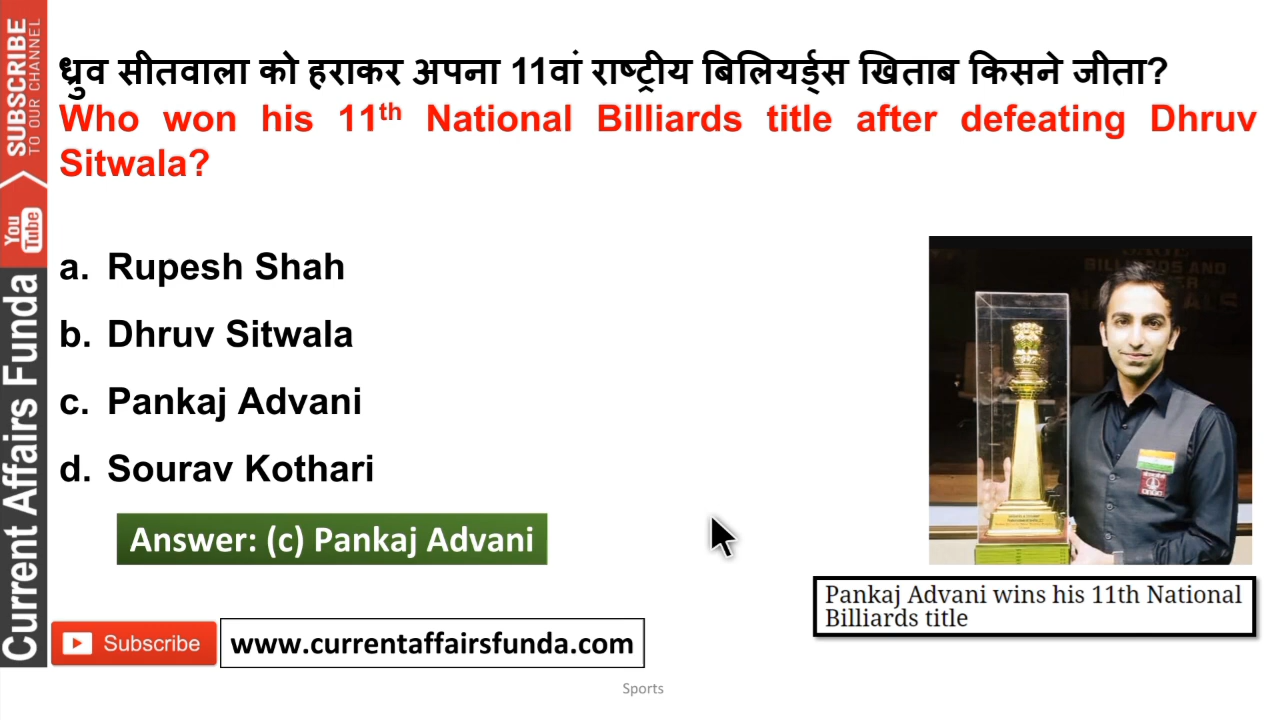 ध्रुव सीतवाला को हराकर अपना 11वां राष्ट्रीय बिलियर्ड्स खिताब किसने जीता?
Who won his 11th National Billiards title after defeating Dhruv
Sitwala?
a. Rupesh Shah
b. Dhruv Sitwala
c. Pankaj Advani
d. Sourav Kothari
Answer: (c) Pankaj Advani
BILLIARDS AND
Pankaj Advani wins his 11th National
Billiards title
Subscribe
www.currentaffairsfunda.com
Sports
SUBSCRIBE
TO OUR CHANNEL
You
Tube
Current Affairs Funda